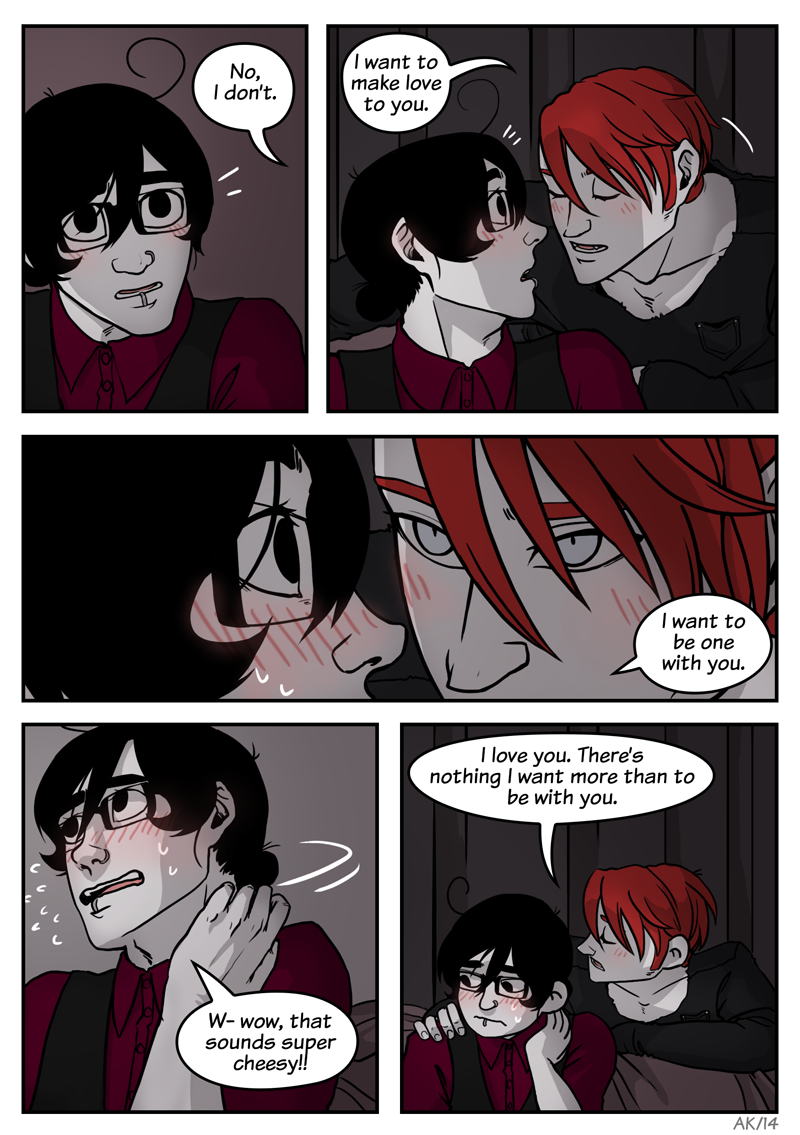 No,
I don't.
I want to
make love
to you.
I want to
be one
with you.
W- wow, that
sounds super
cheesy!!
I love you. There's
nothing I want more than to
be with you.
AK/14